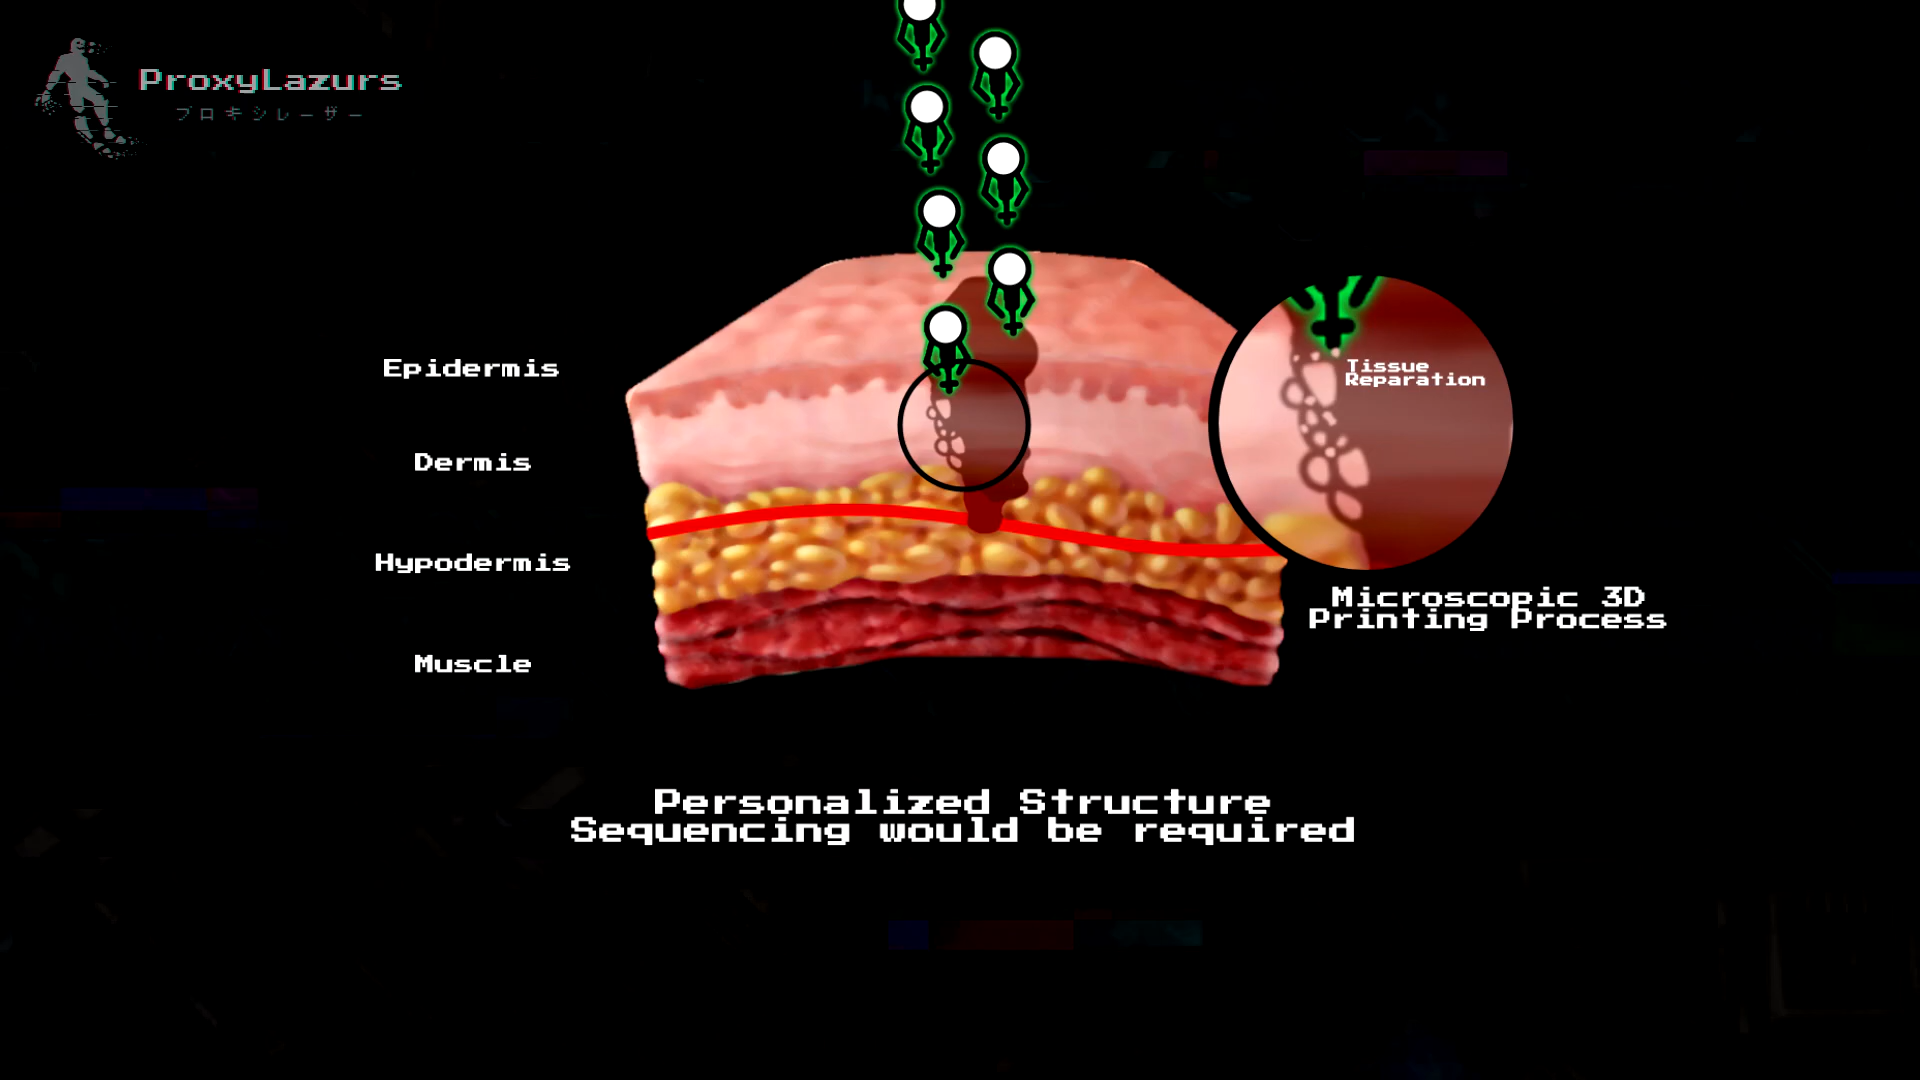 ProxyLazurs
プロキシレーザー
Epidermis
Dermis
Hypodermis
Muscle
Tissue
Reparation
Microscopic 3D
Printing Process
Personalized Structure
Sequencing would be required